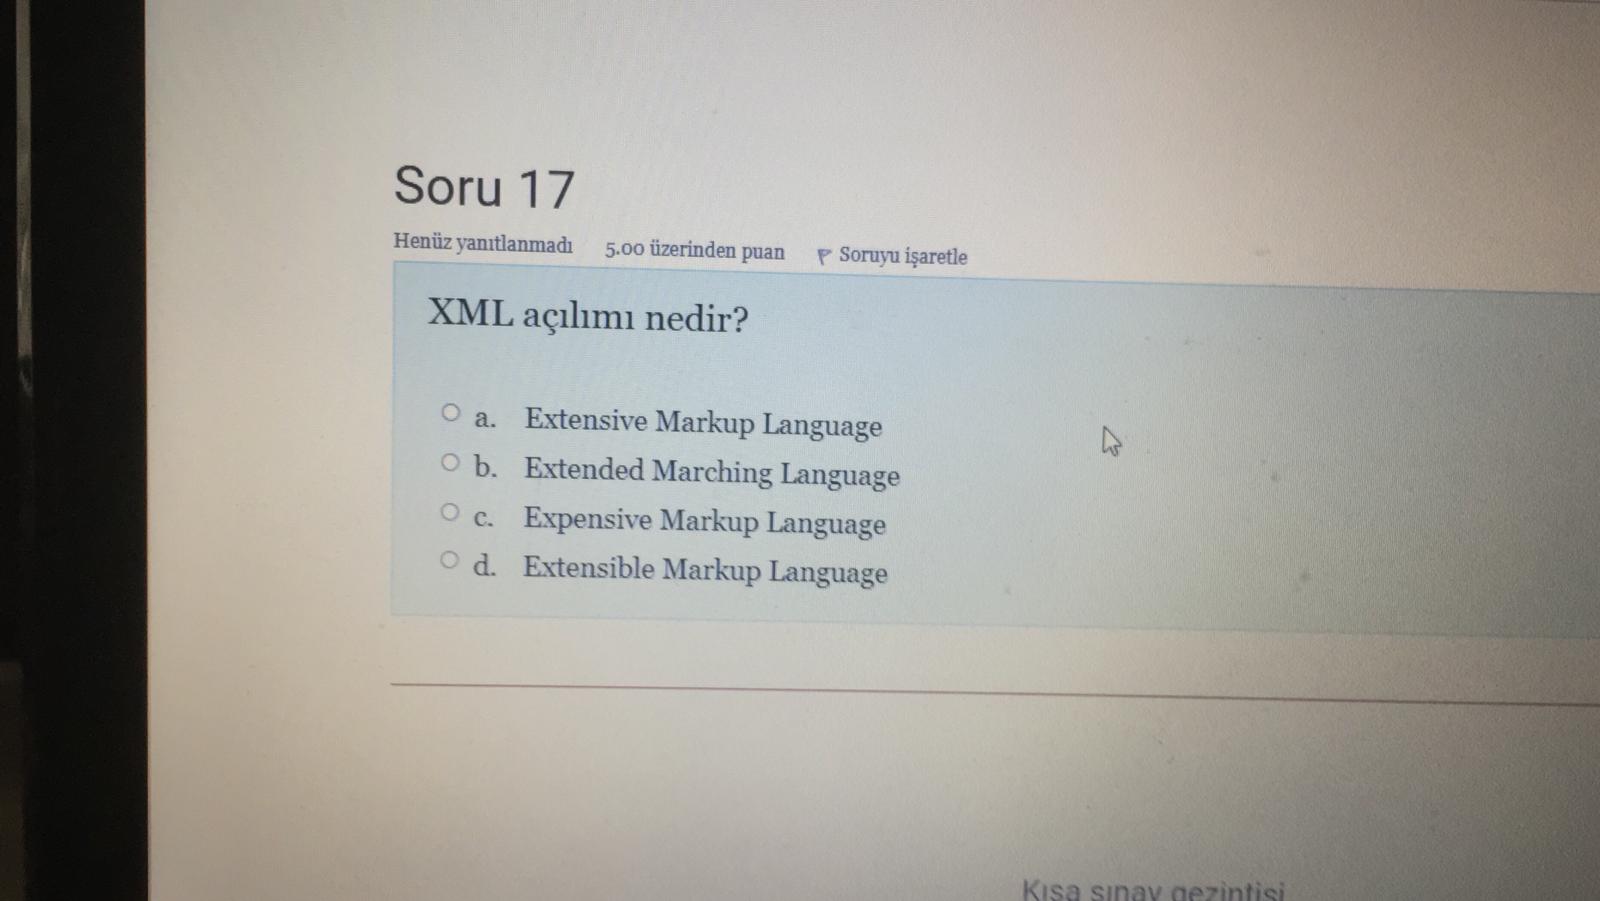 Soru 17
Henüz yanıtlanmadı 5.00 üzerinden puan Soruyu işaretle
XML açılımı nedir?
a. Extensive Markup Language
b. Extended Marching Language
c. Expensive Markup Language
d. Extensible Markup Language
Kısa sınav gezintisi